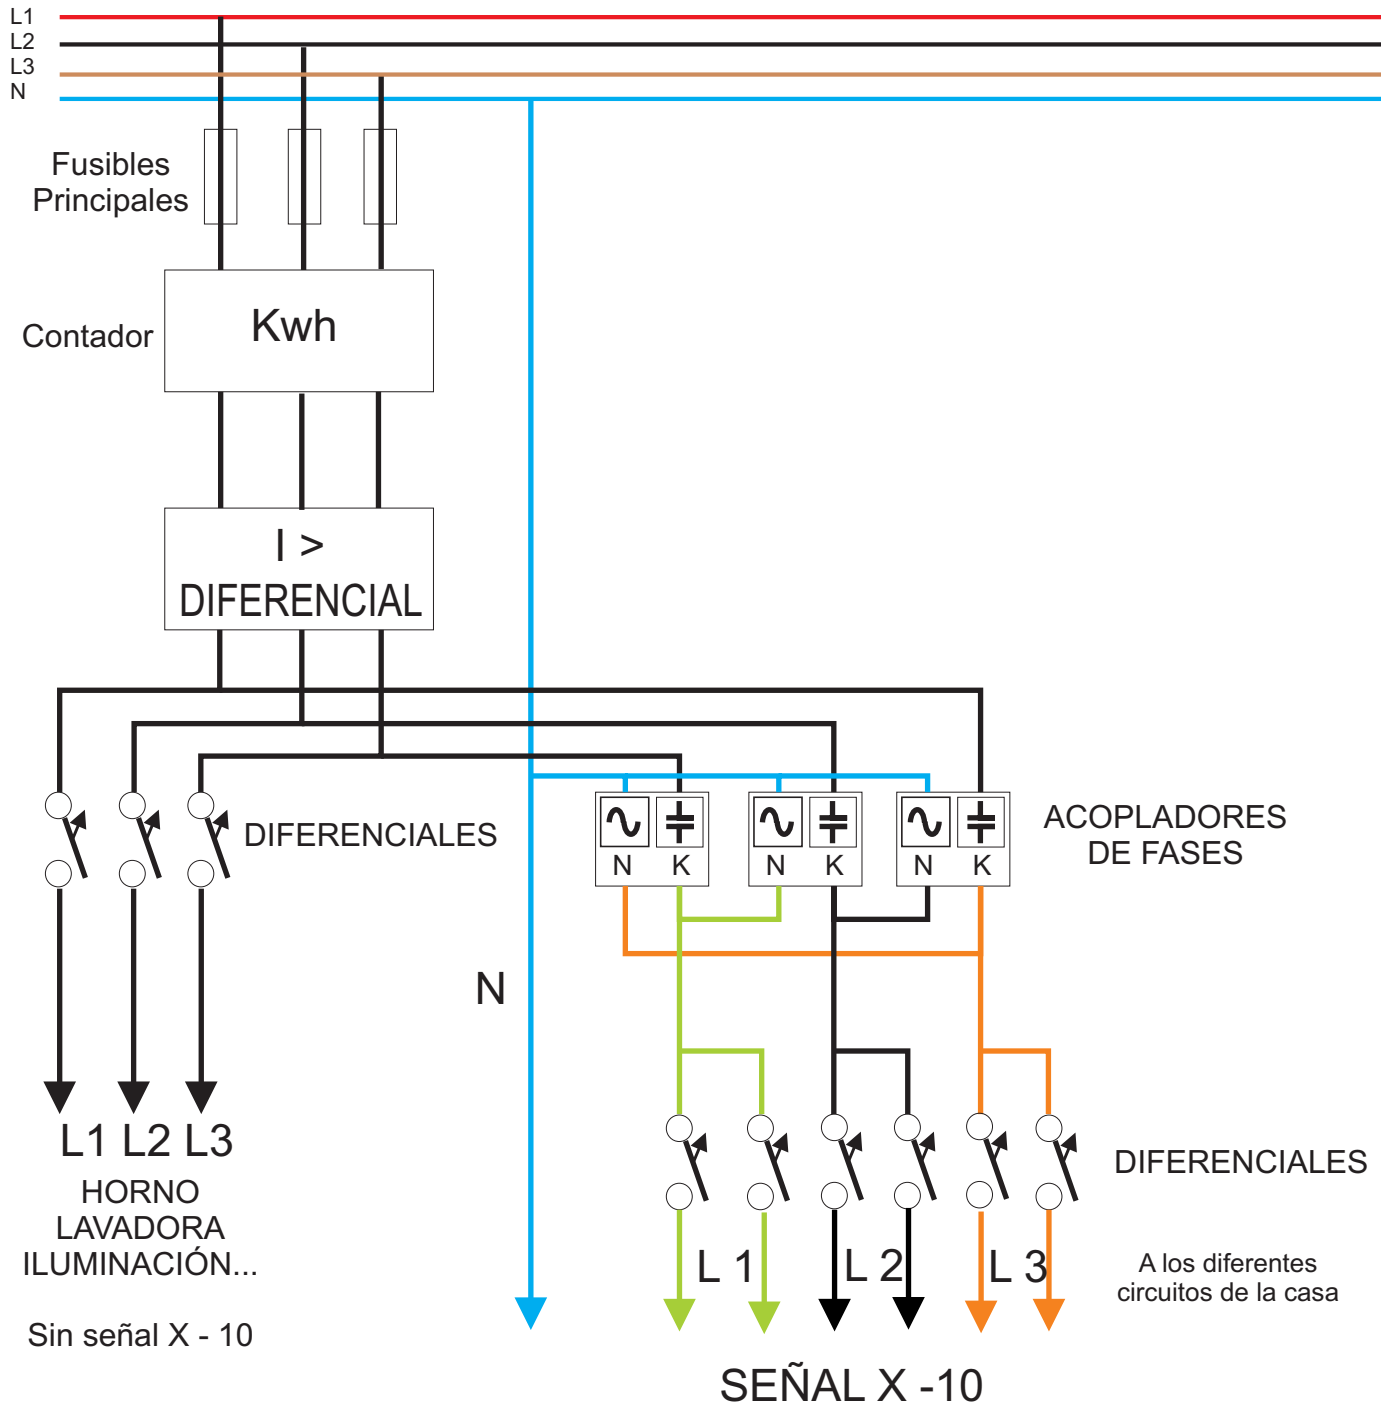 L1
L2
L3
N
Fusibles
Principales
Contador
Kwh
I >
DIFERENCIAL
DIFERENCIALES
N K
N K
N K
ACOPLADORES
DE FASES
N
L1 L2 L3
HORNO
LAVADORA
ILUMINACIÓN...
Sin señal X - 10
DIFERENCIALES
L 1
L 2
L 3
A los diferentes
circuitos de la casa
SEÑAL X -10